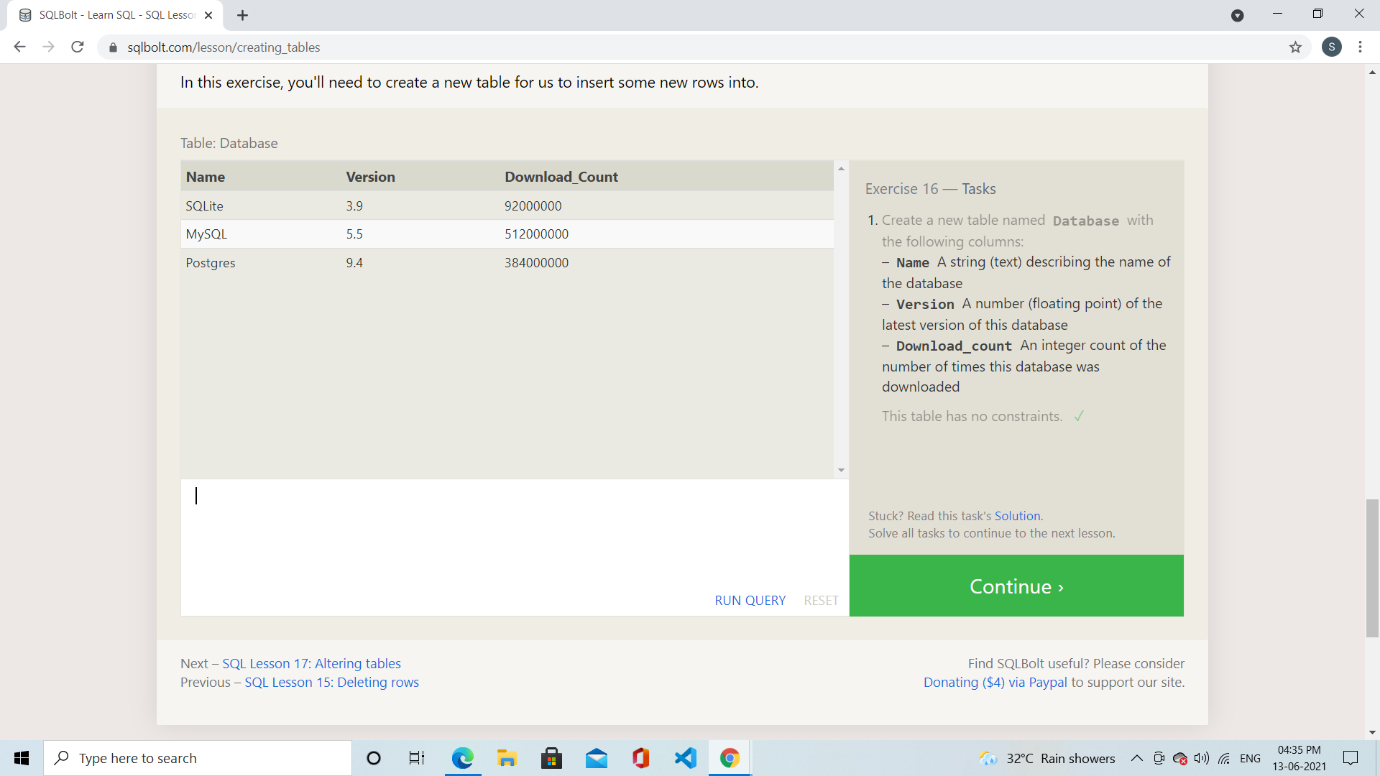 SQLBolt - Learn SQL - SQL Lesso
sqlbolt.com/lesson/creating_tables
S
In this exercise, you'll need to create a new table for us to insert some new rows into.
Table: Database
Name Version Download_Count
SQLite 3.9 92000000
MySQL 5.5 512000000
Postgres 9.4 384000000
RUN QUERY RESET
Exercise 16 — Tasks
1. Create a new table named Database with
the following columns:
– Name A string (text) describing the name of
the database
– Version A number (floating point) of the
latest version of this database
– Download_count An integer count of the
number of times this database was
downloaded
This table has no constraints. ✓
Stuck? Read this task's Solution.
Solve all tasks to continue to the next lesson.
Continue ›
Next – SQL Lesson 17: Altering tables
Previous – SQL Lesson 15: Deleting rows
Find SQLBolt useful? Please consider
Donating ($4) via Paypal to support our site.
Type here to search
32°C Rain showers
ENG
04:35 PM
13-06-2021